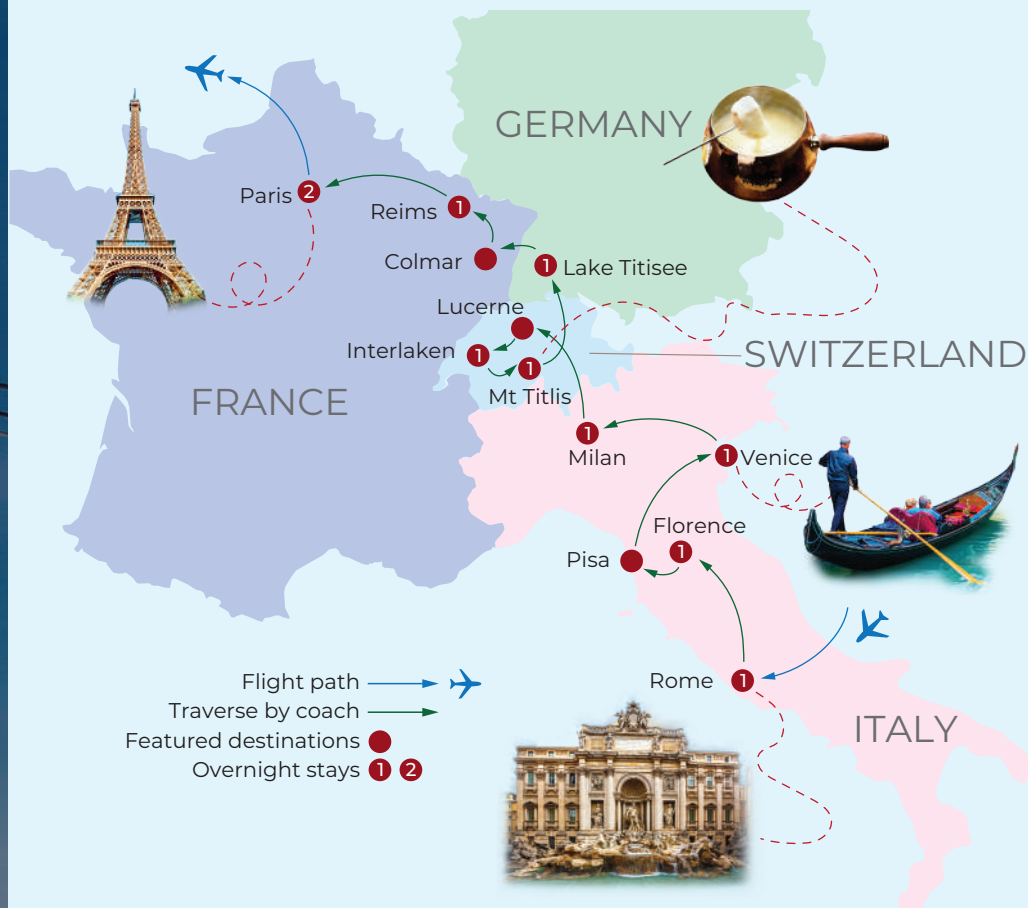 GERMANY
Paris 2
Reims 1
Colmar
1 Lake Titisee
Lucerne
Interlaken 1
1
Mt Titlis
SWITZERLAND
FRANCE
1
Milan
1 Venice
Florence
1
Pisa
Rome 1
ITALY
Flight path
Traverse by coach
Featured destinations
Overnight stays 1 2